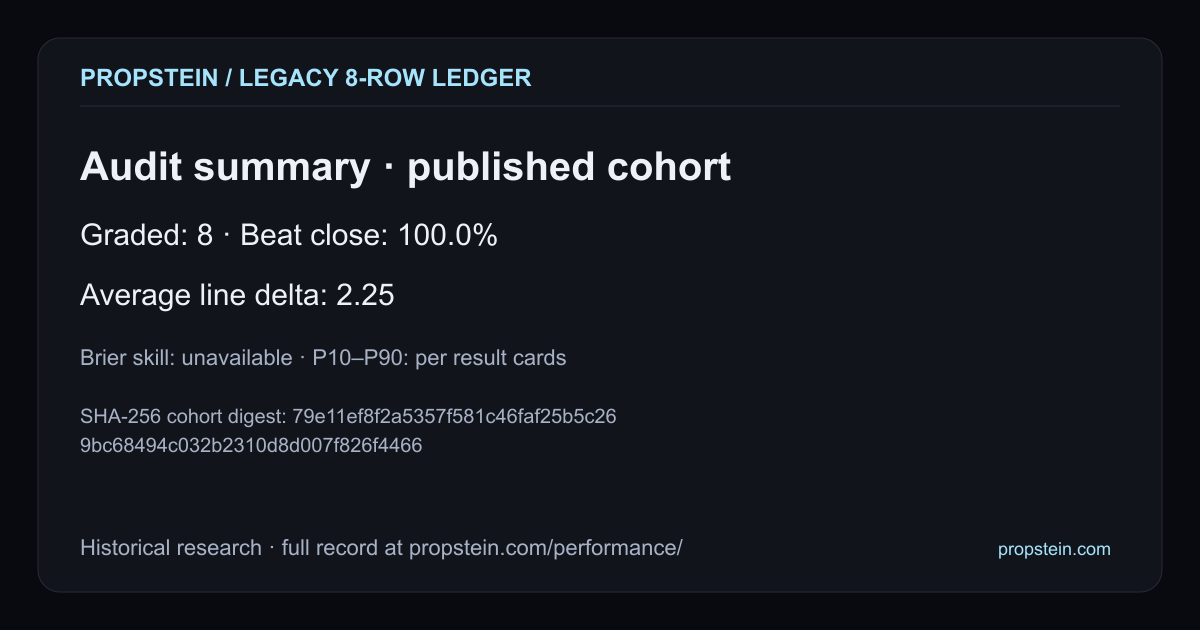 PROPSTEIN / LEGACY 8-ROW LEDGER
Audit summary · published cohort
Graded: 8 · Beat close: 100.0%
Average line delta: 2.25
Brier skill: unavailable · P10–P90: per result cards
SHA-256 cohort digest: 79e11ef8f2a5357f581c46faf25b5c26
9bc68494c032b2310d8d007f826f4466
Historical research · full record at propstein.com/performance/
propstein.com